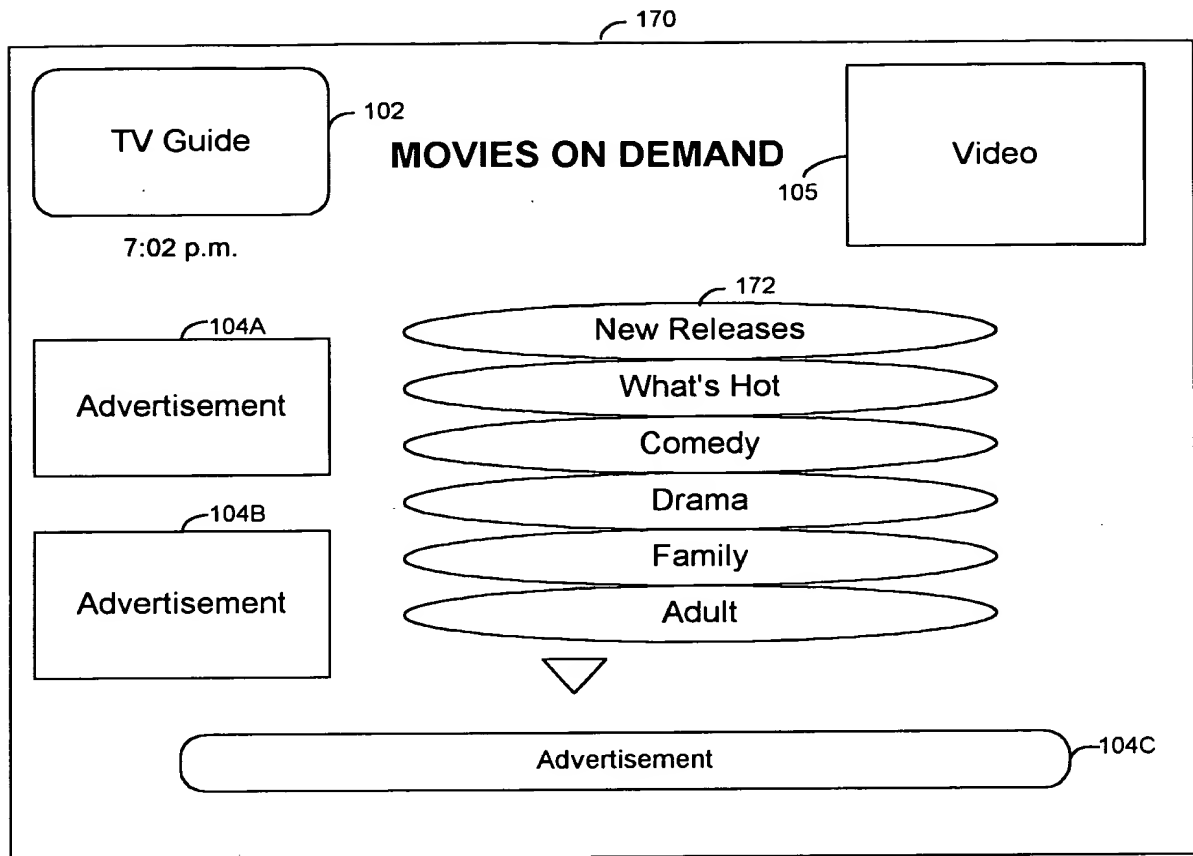 170
TV Guide
102
MOVIES ON DEMAND
105
Video
7:02 p.m.
172
New Releases
104A
Advertisement
What's Hot
Comedy
Drama
104B
Advertisement
Family
Adult
Advertisement
104C